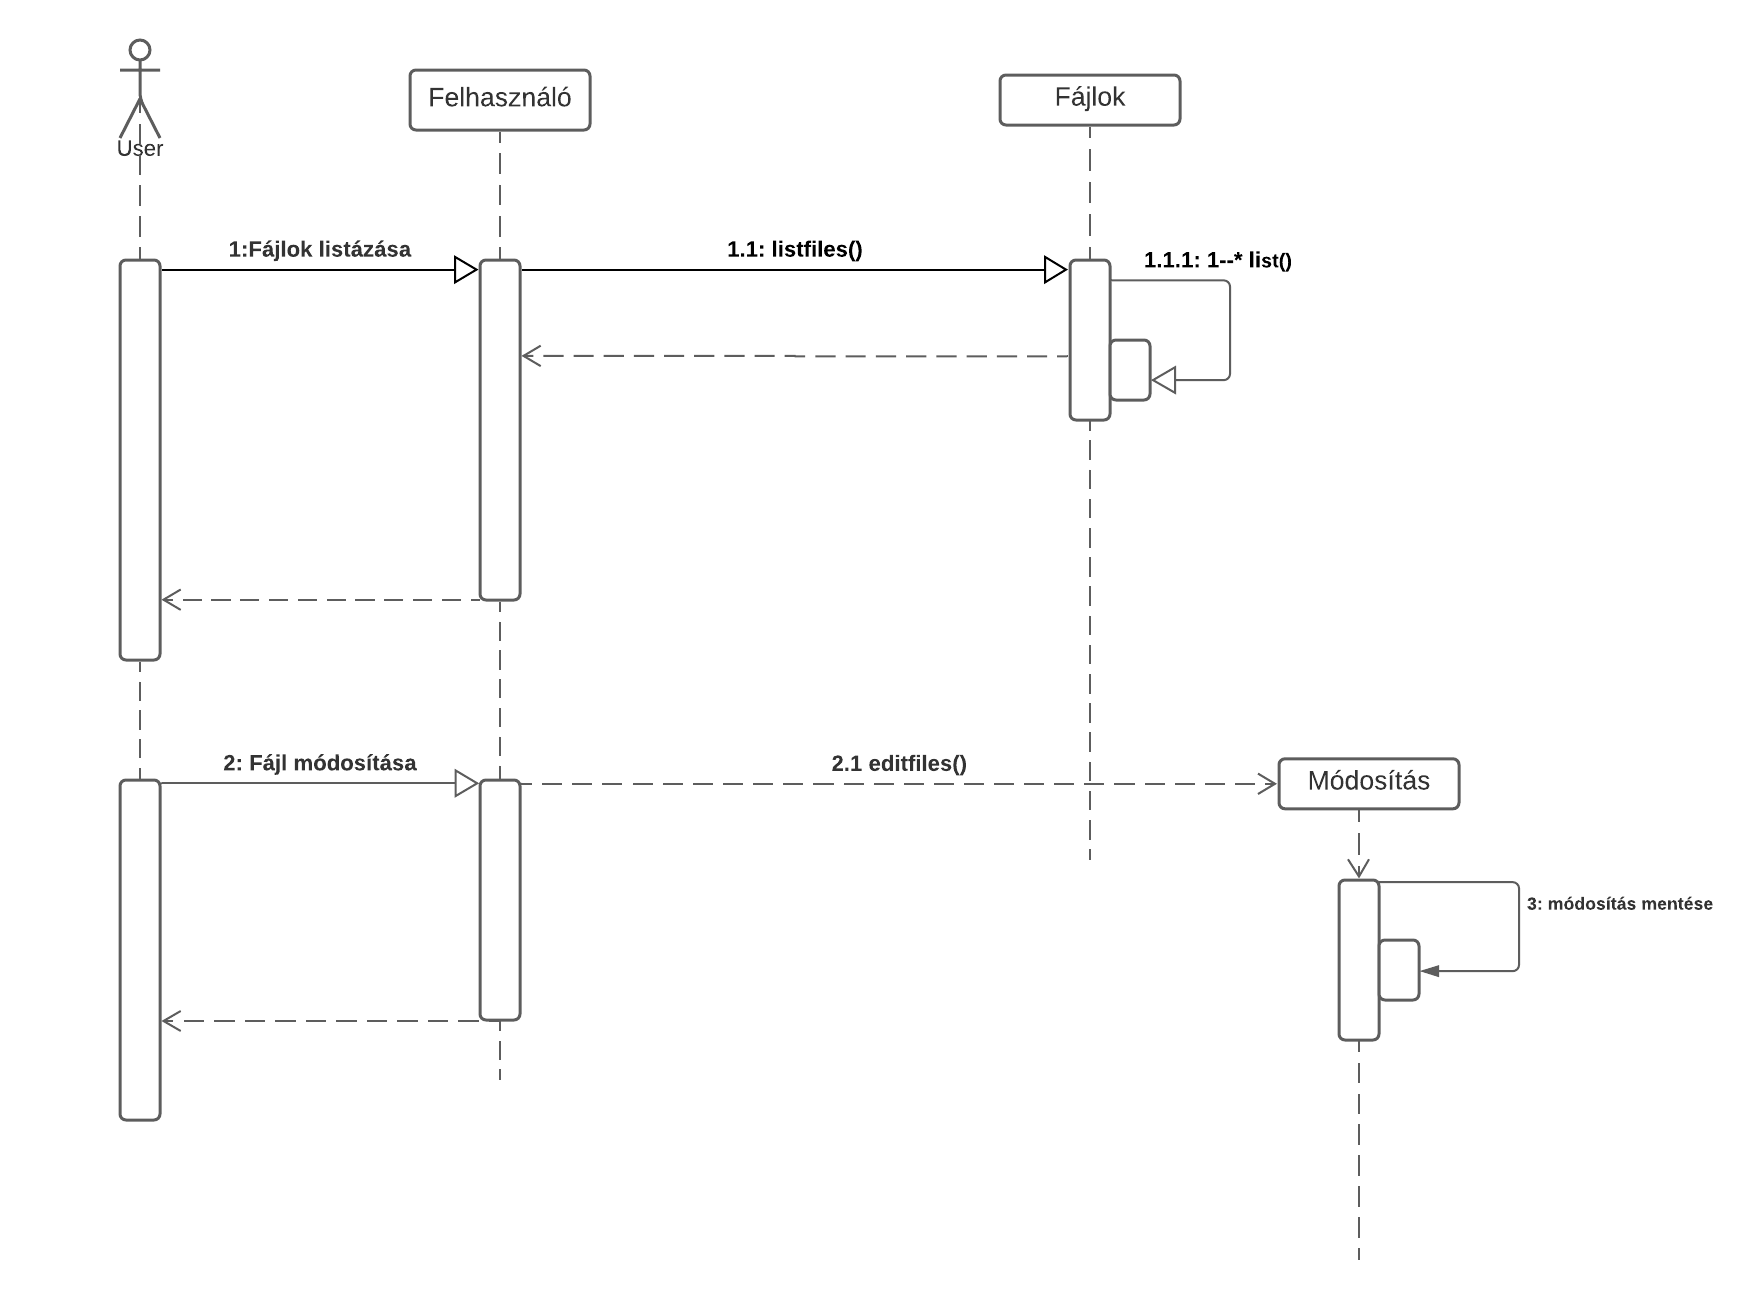 User
Felhasználó
Fájlok
1:Fájlok listázása
1.1: listfiles()
1.1.1: 1--* list()
2: Fájl módosítása
2.1 editfiles()
Módosítás
3: módosítás mentése